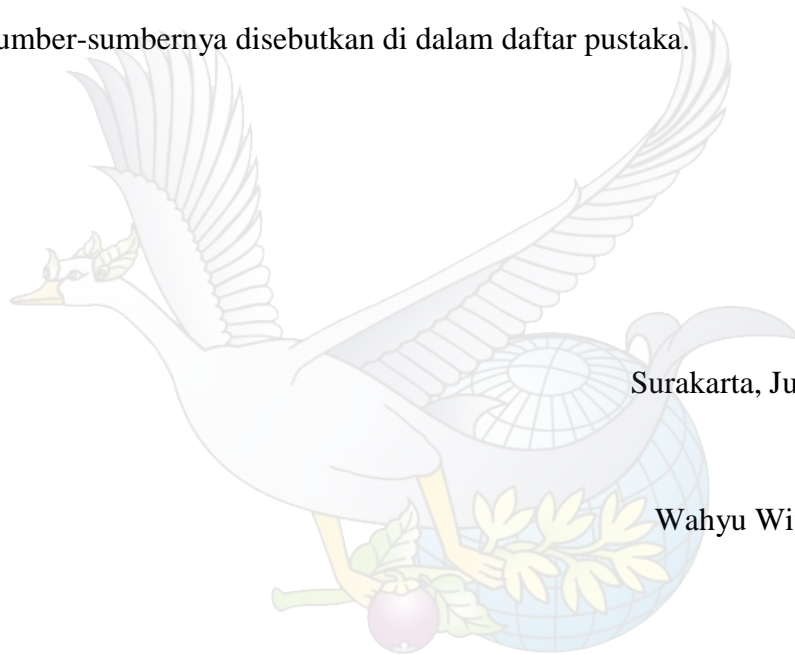 umber-sumbernya disebutkan di dalam daftar pustaka.
Surakarta, Ju
Wahyu Wi